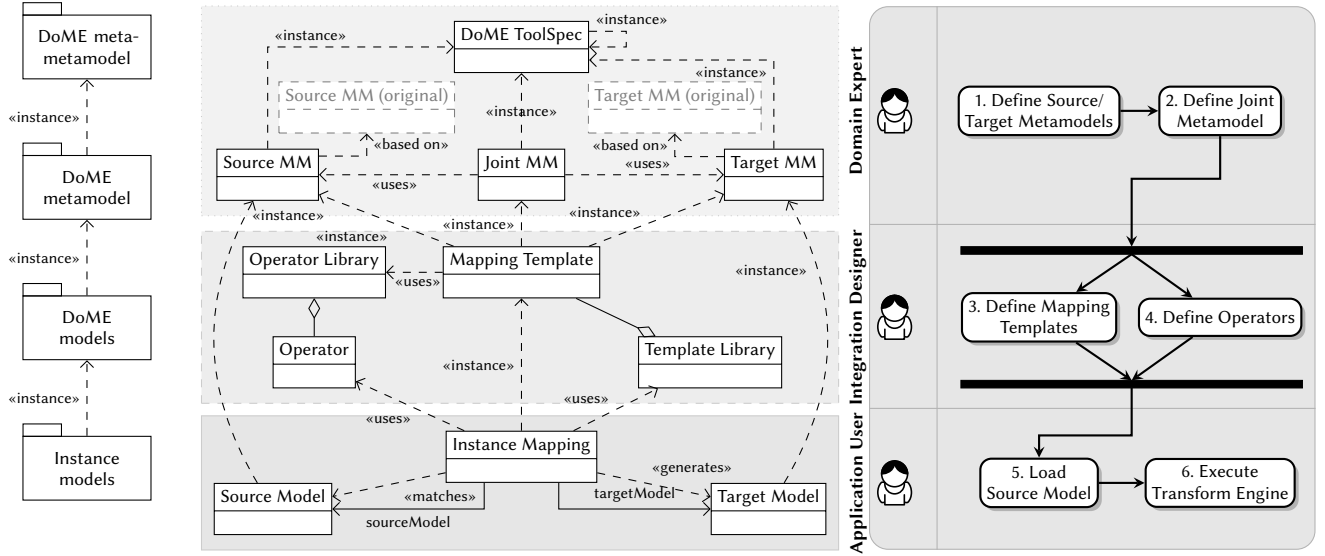 DoME meta-
metamodel
«instance»
DoME
metamodel
«instance»
DoME
models
«instance»
Instance
models
«instance»
DoME ToolSpec
«instance»
«instance»
Source MM (original)
«instance»
Target MM (original)
«based on»
«based on»
Source MM
Joint MM
«uses»
Target MM
«uses»
«instance»
«instance»
«instance»
«instance»
Operator Library
Mapping Template
«instance»
«uses»
Operator
Template Library
«instance»
«uses»
«uses»
Instance Mapping
«generates»
Source Model
«matches»
targetModel
Target Model
sourceModel
Domain Expert
1. Define Source/
Target Metamodels
2. Define Joint
Metamodel
Integration Designer
3. Define Mapping
Templates
4. Define Operators
Application User
5. Load
Source Model
6. Execute
Transform Engine